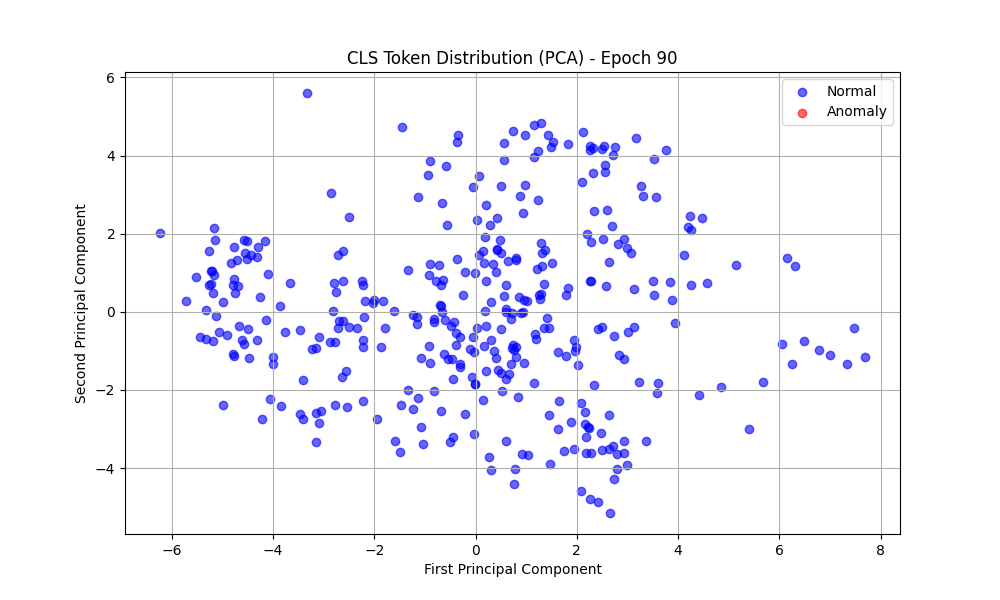 CLS Token Distribution (PCA) - Epoch 90
Normal
Anomaly
6
4
2
0
−2
−4
Second Principal Component
−6
−4
−2
0
2
4
6
8
First Principal Component